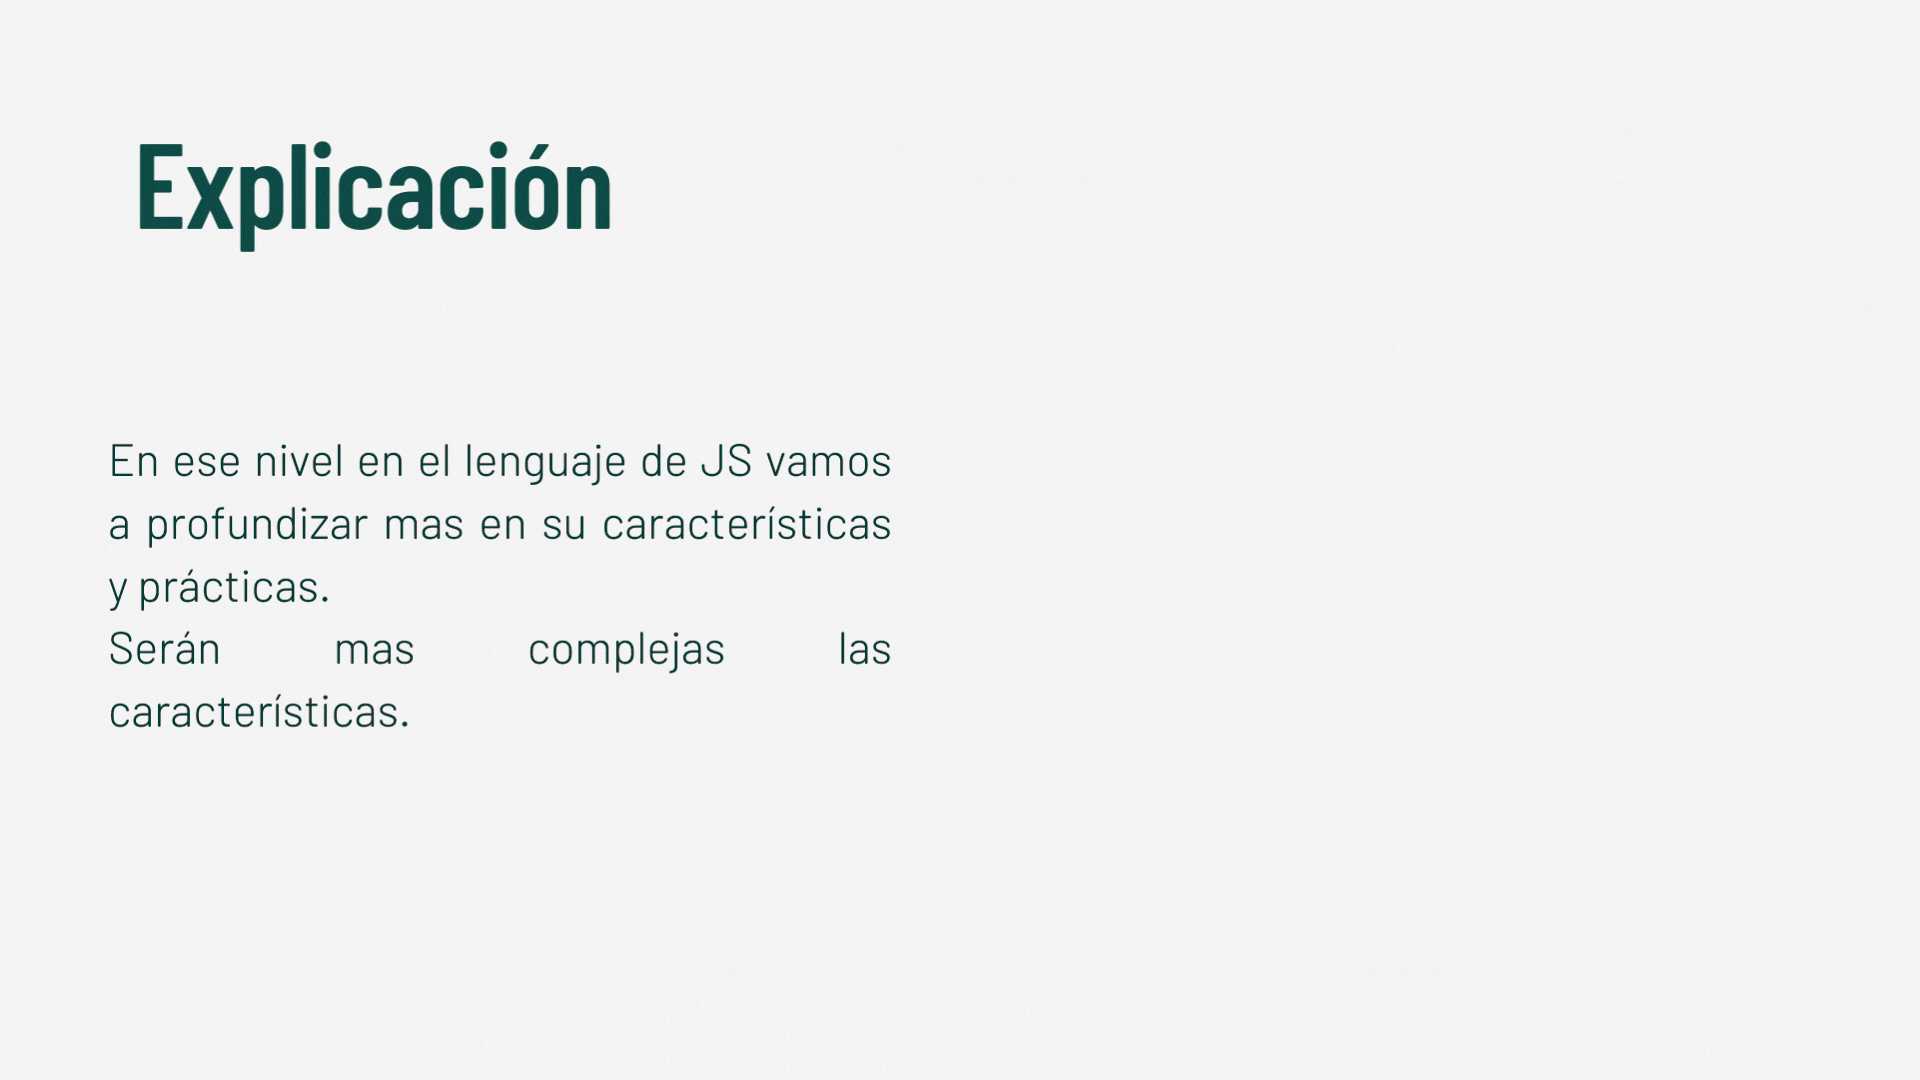 Explicación
En ese nivel en el lenguaje de JS vamos
a profundizar mas en su características
y prácticas.
Serán mas complejas las
características.